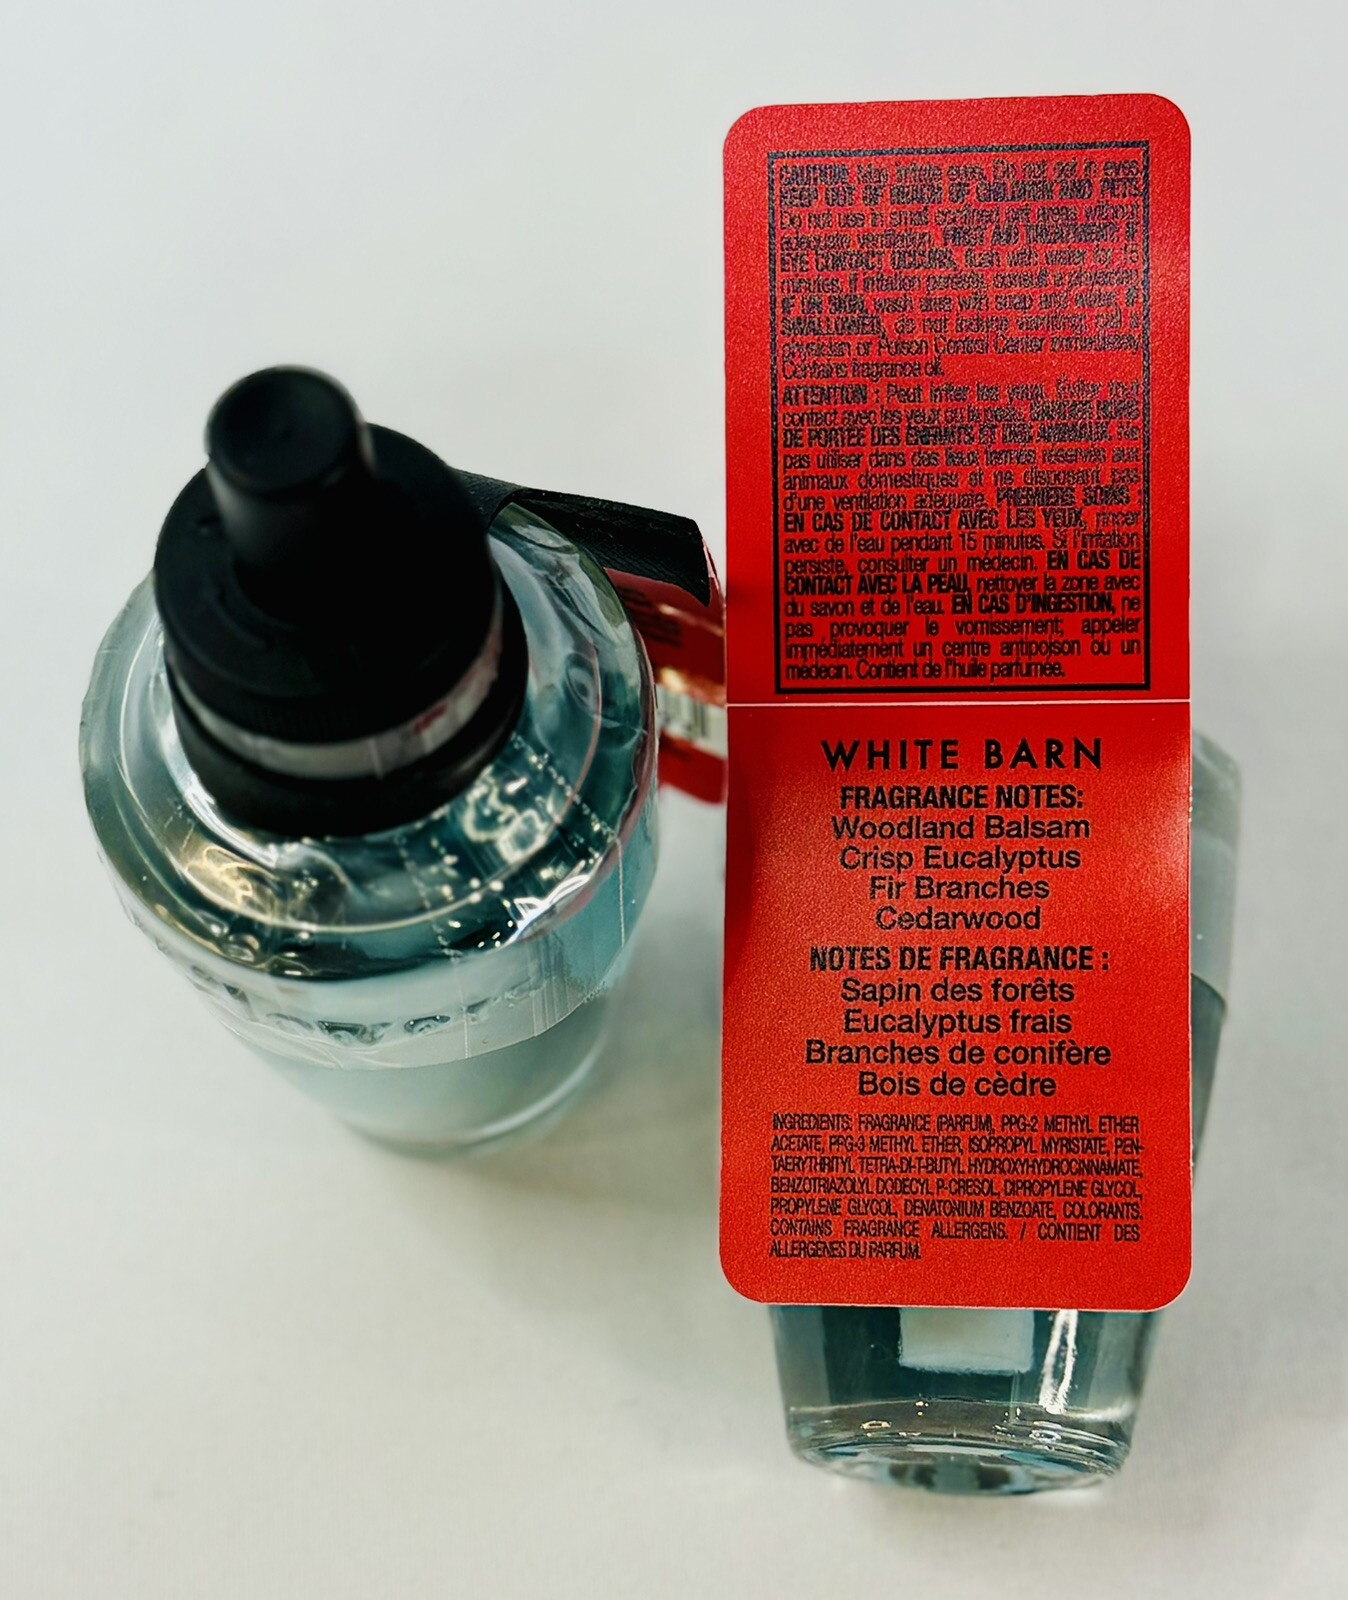 CAUTION: May irritate eyes. Do not get in eyes.
KEEP OUT OF REACH OF CHILDREN AND PETS.
Do not use in small confined pet areas without
adequate ventilation. FIRST AID TREATMENT: IF
EYE CONTACT OCCURS, flush with water for 15
minutes. If irritation persists, consult a physician.
IF ON SKIN, wash area with soap and water. IF
SWALLOWED, do not induce vomiting; call a
physician or Poison Control Center immediately.
Contains fragrance oil.
ATTENTION : Peut irriter les yeux. Éviter tout
contact avec les yeux ou la peau. GARDER HORS
DE PORTÉE DES ENFANTS ET DES ANIMAUX. Ne
pas utiliser dans des lieux fermés réservés aux
animaux domestiques et ne disposant pas
d'une ventilation adéquate. PREMIERS SOINS :
EN CAS DE CONTACT AVEC LES YEUX, rincer
avec de l'eau pendant 15 minutes. Si l'irritation
persiste, consulter un médecin. EN CAS DE
CONTACT AVEC LA PEAU, nettoyer la zone avec
du savon et de l'eau. EN CAS D'INGESTION, ne
pas provoquer le vomissement; appeler
immédiatement un centre antipoison ou un
médecin. Contient de l'huile parfumée.
WHITE BARN
FRAGRANCE NOTES:
Woodland Balsam
Crisp Eucalyptus
Fir Branches
Cedarwood
NOTES DE FRAGRANCE :
Sapin des forêts
Eucalyptus frais
Branches de conifère
Bois de cèdre
INGREDIENTS: FRAGRANCE (PARFUM), PPG-2 METHYL ETHER
ACETATE, PPG-3 METHYL ETHER, ISOPROPYL MYRISTATE, PEN-
TAERYTHRITYL TETRA-DI-T-BUTYL HYDROXYHYDROCINNAMATE,
BENZOTRIAZOLYL DODECYL P-CRESOL, DIPROPYLENE GLYCOL,
PROPYLENE GLYCOL, DENATONIUM BENZOATE, COLORANTS.
CONTAINS FRAGRANCE ALLERGENS. / CONTIENT DES
ALLERGÈNES DU PARFUM.